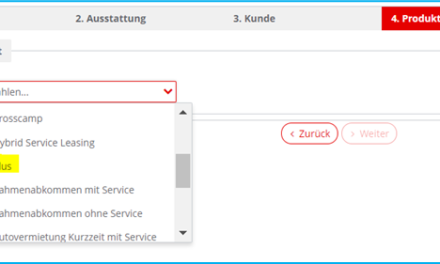 2. Ausstattung 3. Kunde 4. Produkt
hlen...
rosscamp
ybrid Service Leasing
lus
ahmenabkommen mit Service
ahmenabkommen ohne Service
utovermietung Kurzzeit mit Service
< Zurück > Weiter